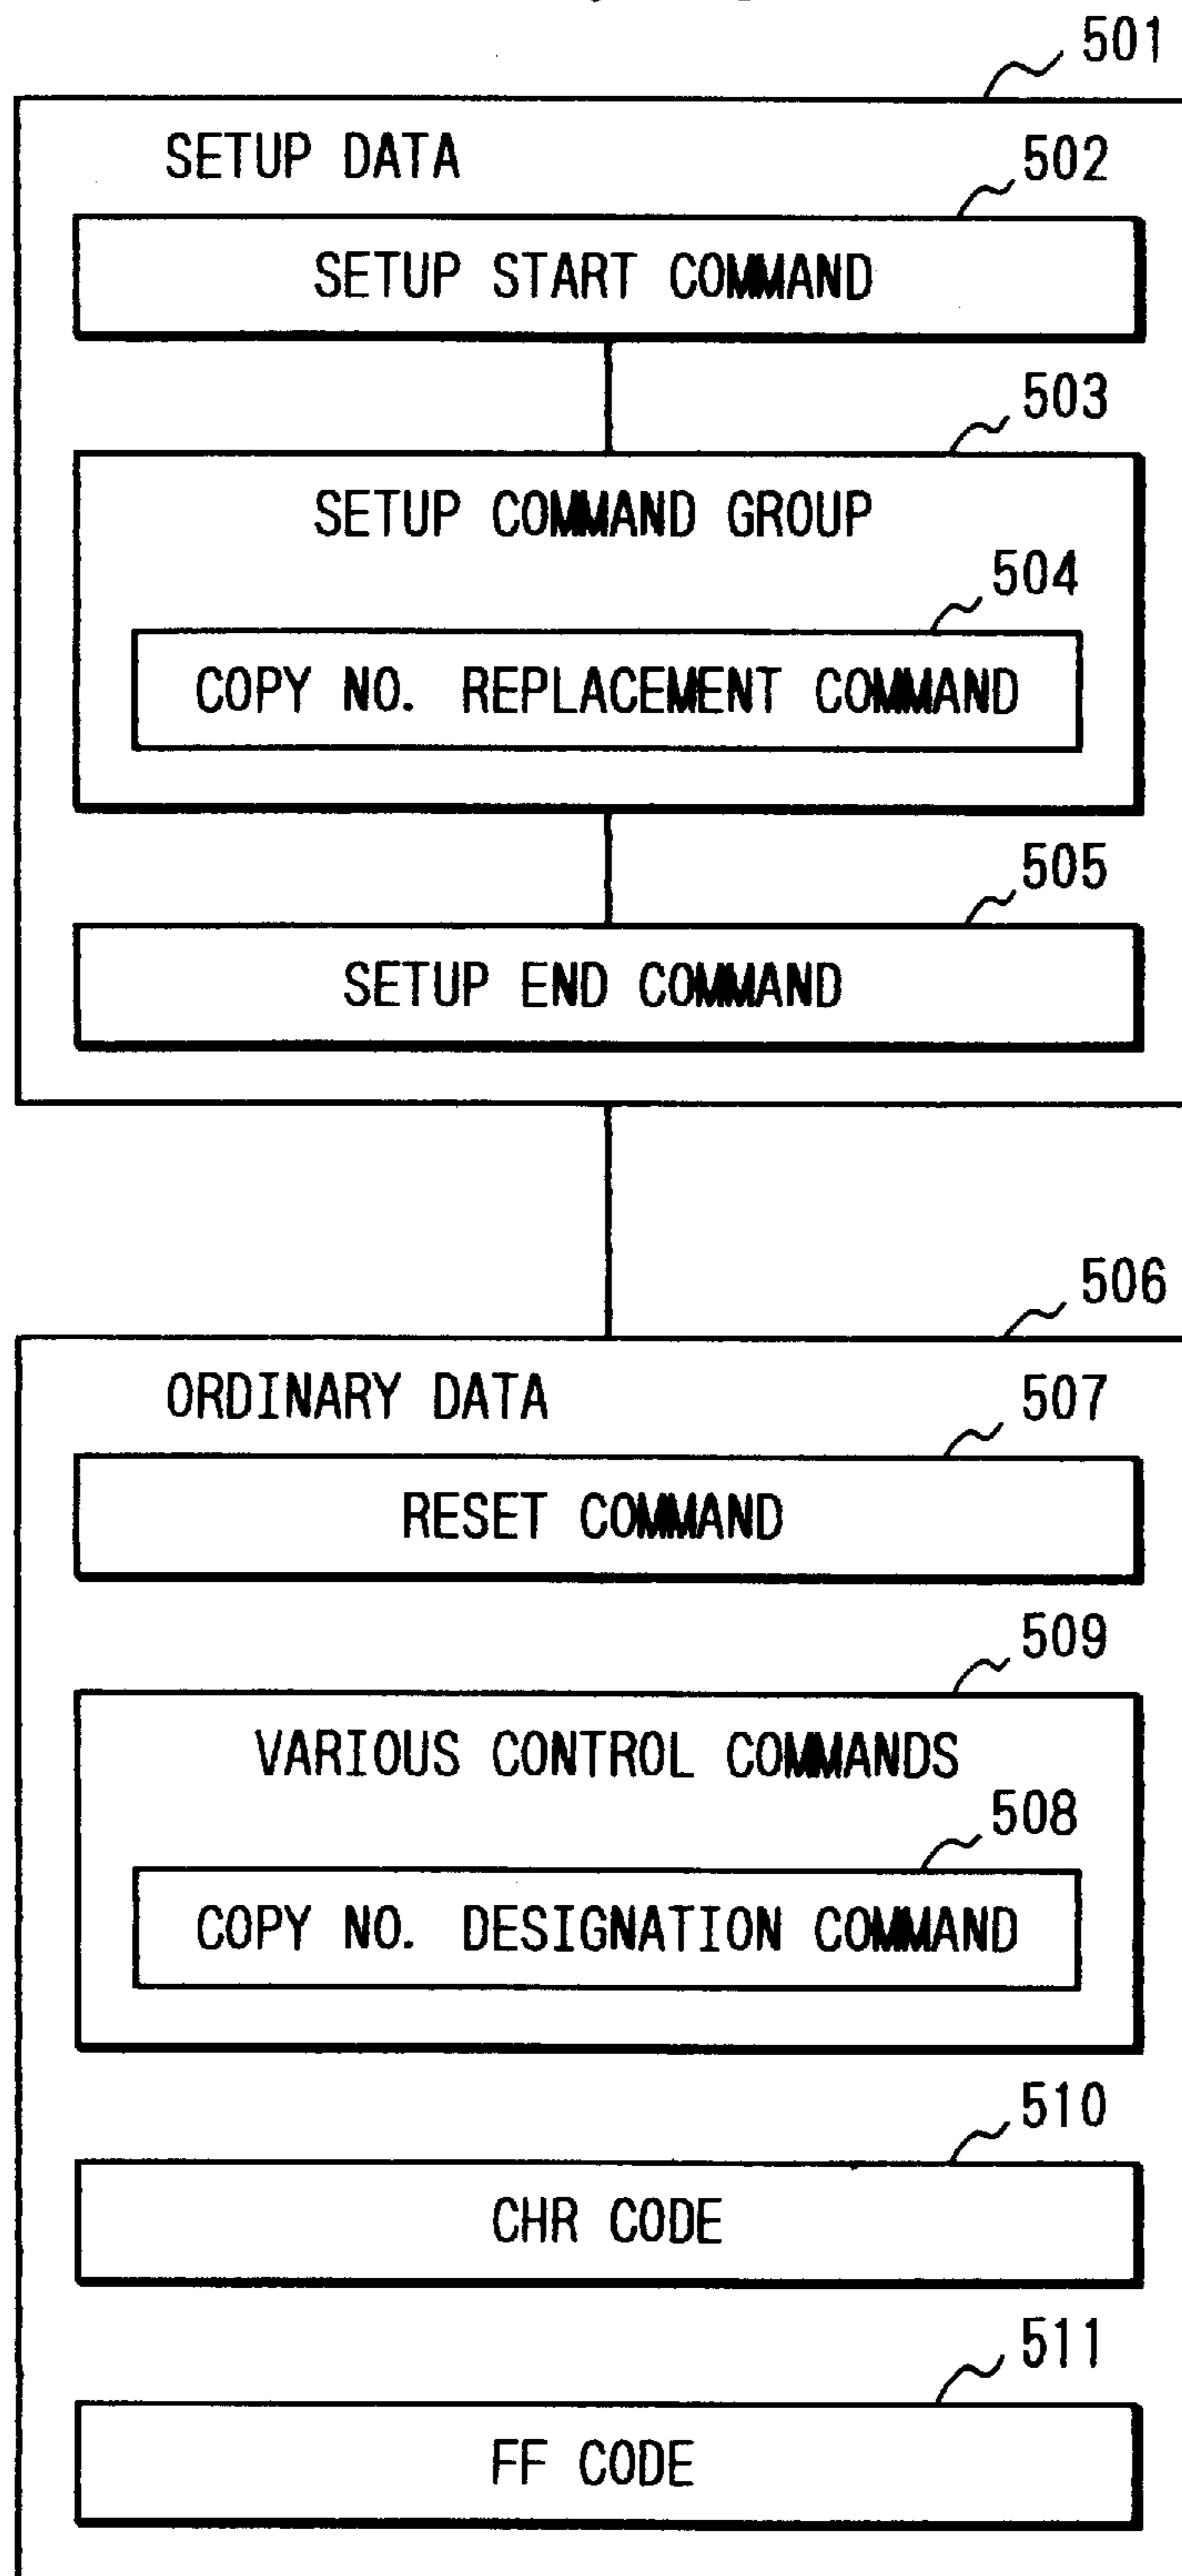 501
SETUP DATA
502
SETUP START COMMAND
503
SETUP COMMAND GROUP
504
COPY NO. REPLACEMENT COMMAND
505
SETUP END COMMAND
506
ORDINARY DATA
507
RESET COMMAND
509
VARIOUS CONTROL COMMANDS
508
COPY NO. DESIGNATION COMMAND
510
CHR CODE
511
FF CODE